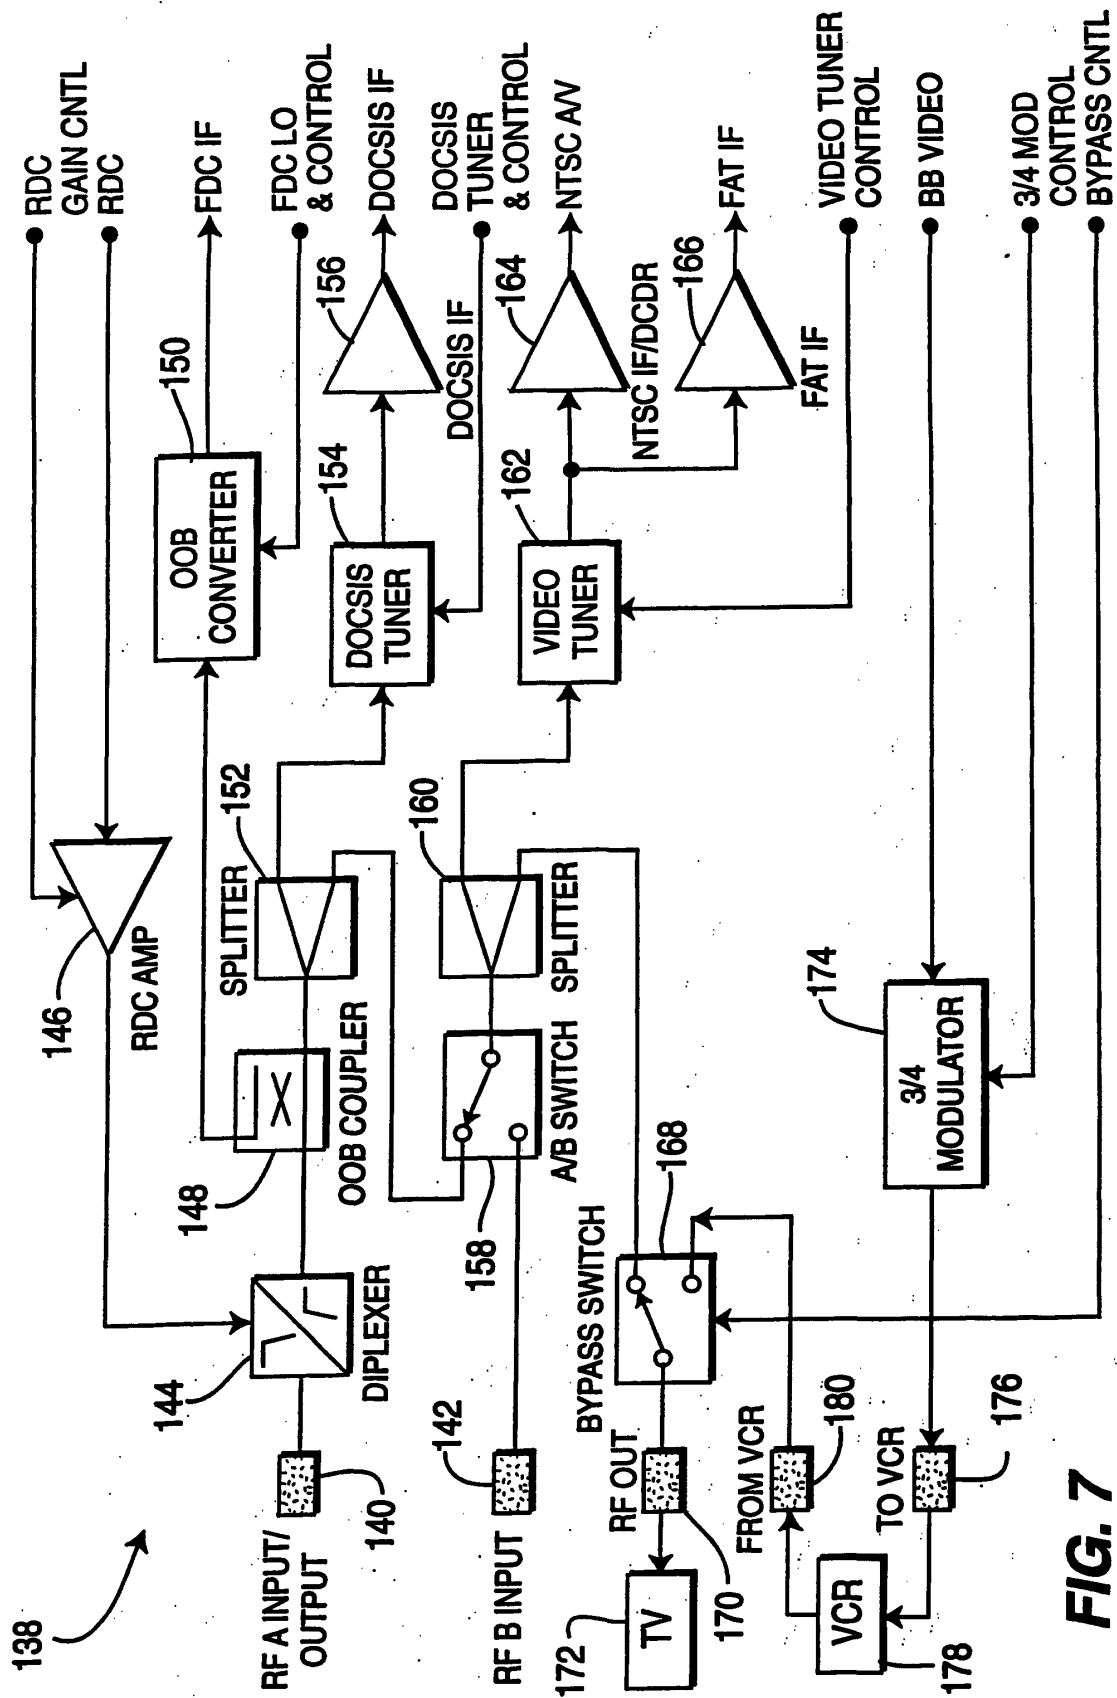 138
RF A INPUT/
OUTPUT
140
144
DIPLEXER
148
OOB COUPLER
146
RDC AMP
SPLITTER
152
OOB
CONVERTER
150
RDC
GAIN CNTL
RDC
FDC IF
FDC LO
& CONTROL
DOCSIS
TUNER
154
156
DOCSIS IF
DOCSIS IF
DOCSIS
TUNER
& CONTROL
RF B INPUT
142
158
A/B SWITCH
160
SPLITTER
VIDEO
TUNER
162
164
NTSC IF/DCDR
NTSC A/V
166
FAT IF
FAT IF
VIDEO TUNER
CONTROL
172
TV
RF OUT
170
BYPASS SWITCH
168
VCR
178
FROM VCR
180
TO VCR
176
3/4
MODULATOR
174
BB VIDEO
3/4 MOD
CONTROL
BYPASS CNTL
FIG. 7